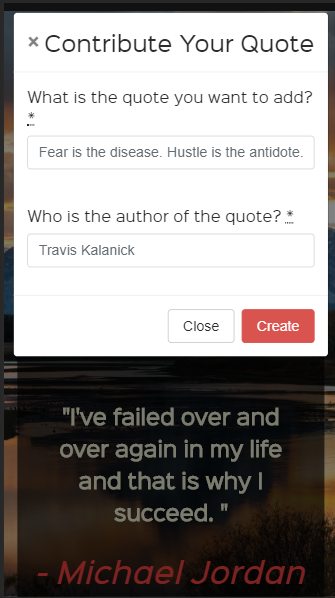 × Contribute Your Quote
What is the quote you want to add?
*
Fear is the disease. Hustle is the antidote.
Who is the author of the quote? *
Travis Kalanick
Close Create
"I've failed over and
over again in my life
and that is why I
succeed. "
- Michael Jordan